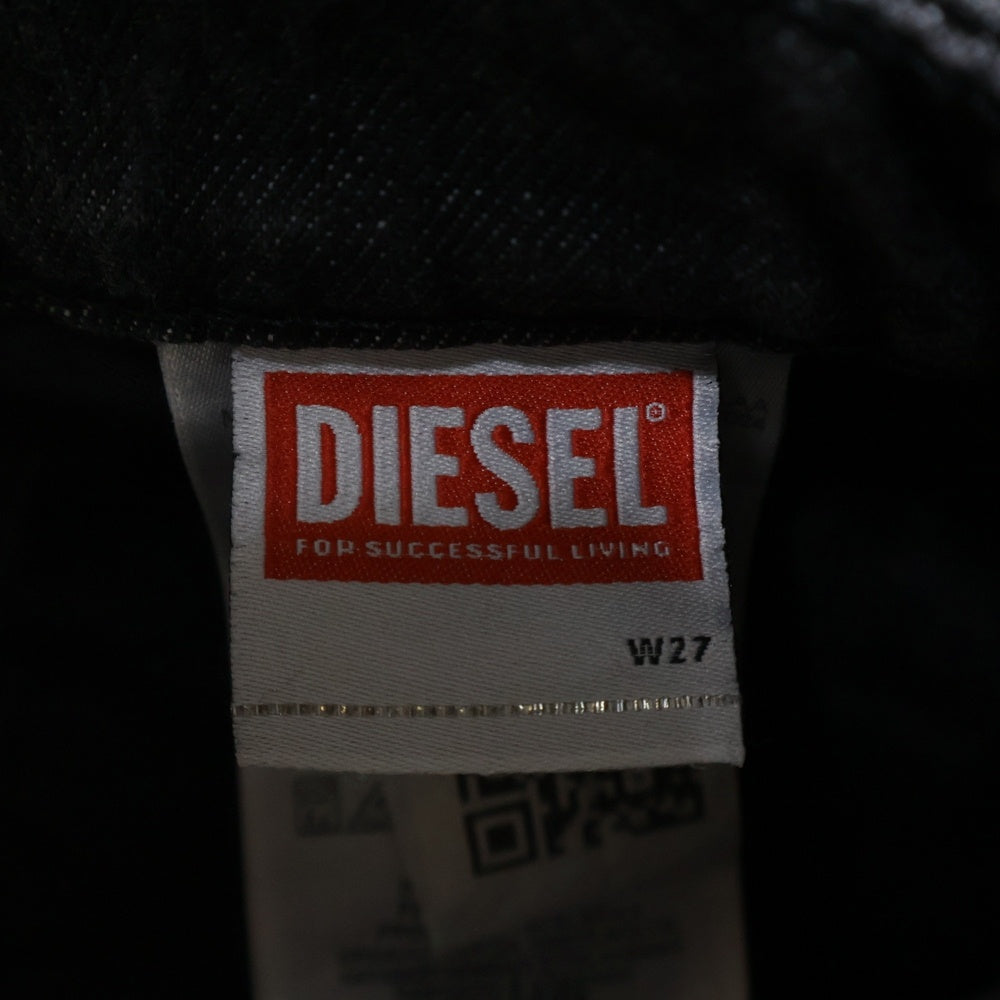 DIESEL
FOR SUCCESSFUL LIVING
W27